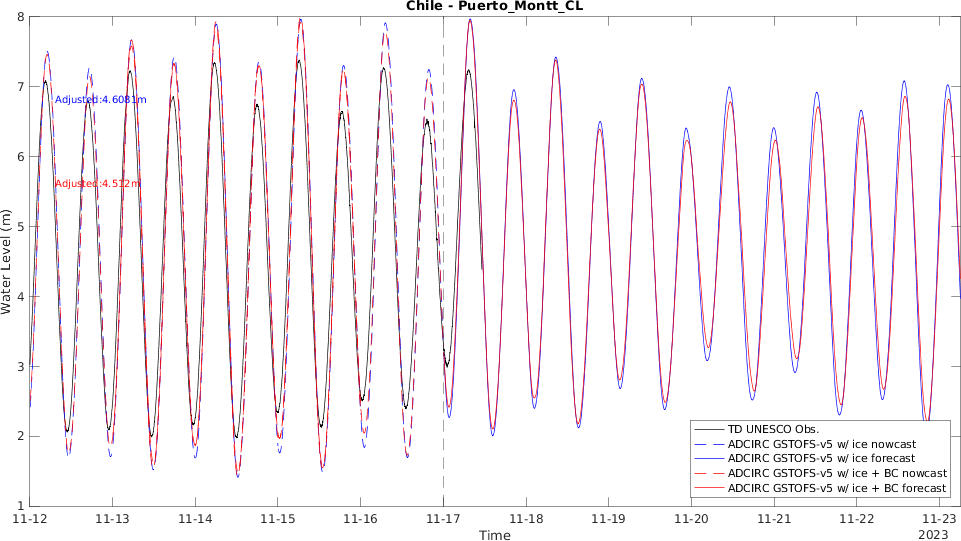 Chile - Puerto_Montt_CL
8
7
6
5
4
3
2
1
Water Level (m)
Adjusted:4.6081m
Adjusted:4.512m
TD UNESCO Obs.
ADCIRC GSTOFS-v5 w/ ice nowcast
ADCIRC GSTOFS-v5 w/ ice forecast
ADCIRC GSTOFS-v5 w/ ice + BC nowcast
ADCIRC GSTOFS-v5 w/ ice + BC forecast
11-12 11-13 11-14 11-15 11-16 11-17 11-18 11-19 11-20 11-21 11-22 11-23
Time
2023